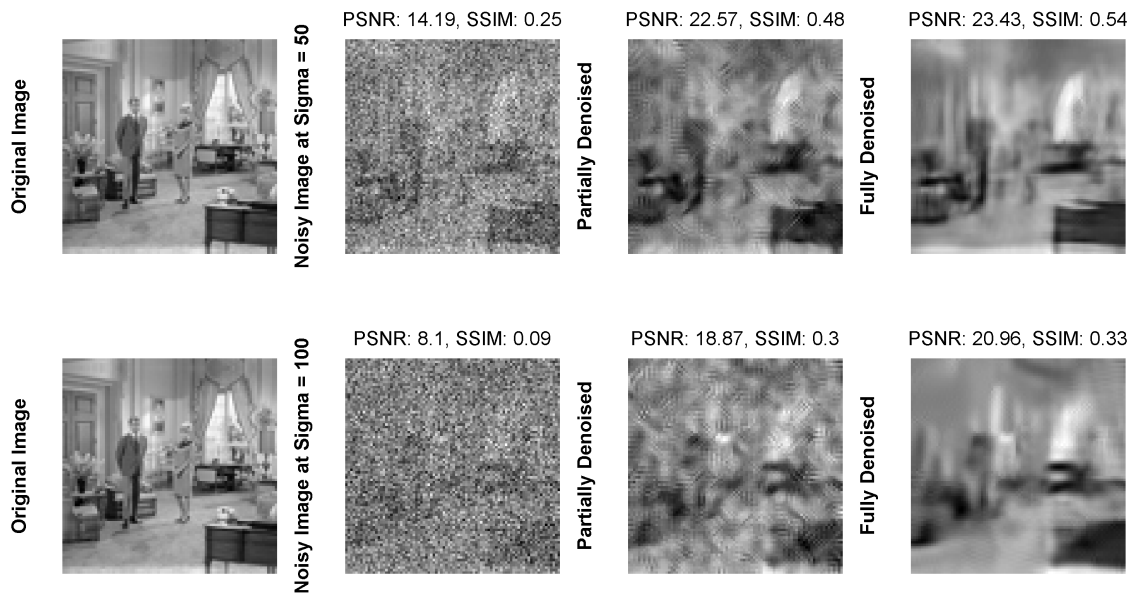 Original Image
Noisy Image at Sigma = 50
PSNR: 14.19, SSIM: 0.25
Partially Denoised
PSNR: 22.57, SSIM: 0.48
Fully Denoised
PSNR: 23.43, SSIM: 0.54
Original Image
Noisy Image at Sigma = 100
PSNR: 8.1, SSIM: 0.09
Partially Denoised
PSNR: 18.87, SSIM: 0.3
Fully Denoised
PSNR: 20.96, SSIM: 0.33